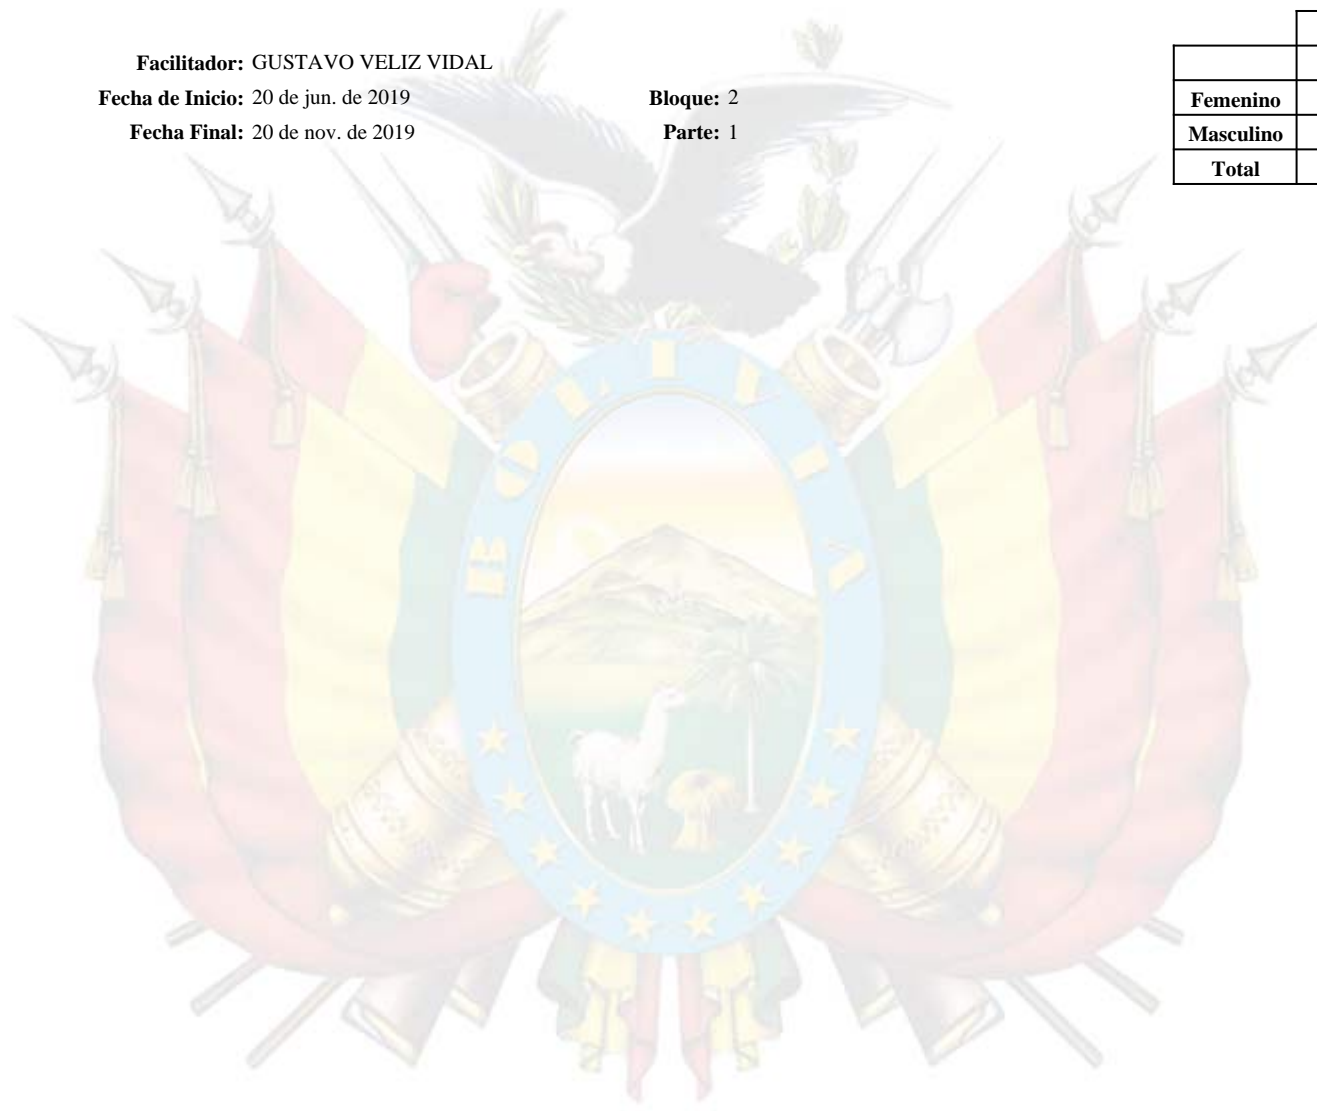 Facilitador: GUSTAVO VELIZ VIDAL
Fecha de Inicio: 20 de jun. de 2019 Bloque: 2
Fecha Final: 20 de nov. de 2019 Parte: 1
Femenino
Masculino
Total
BOLIVIA